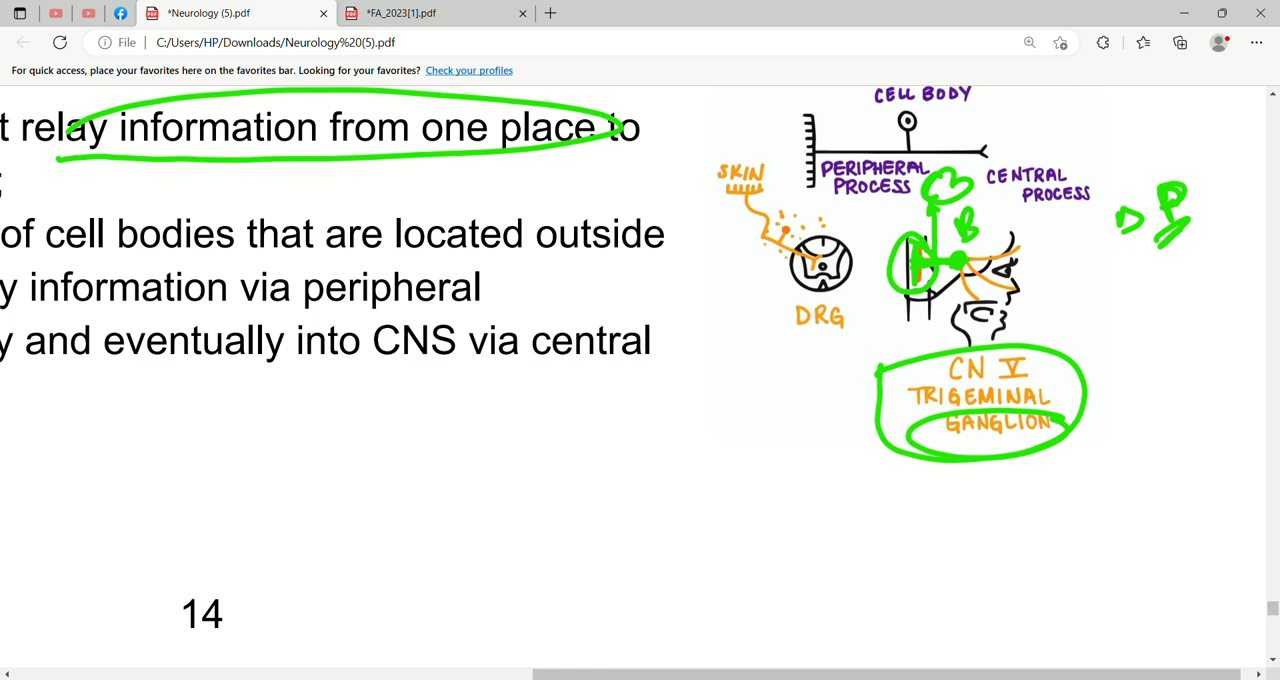 *Neurology (5).pdf
*FA_2023[1].pdf
File
C:/Users/HP/Downloads/Neurology%20(5).pdf
For quick access, place your favorites here on the favorites bar. Looking for your favorites? Check your profiles
t relay information from one place to
;
of cell bodies that are located outside
y information via peripheral
y and eventually into CNS via central
14
CELL BODY
PERIPHERAL
PROCESS
CENTRAL
PROCESS
SKIN
DRG
B
P
CN V
TRIGEMINAL
GANGLION